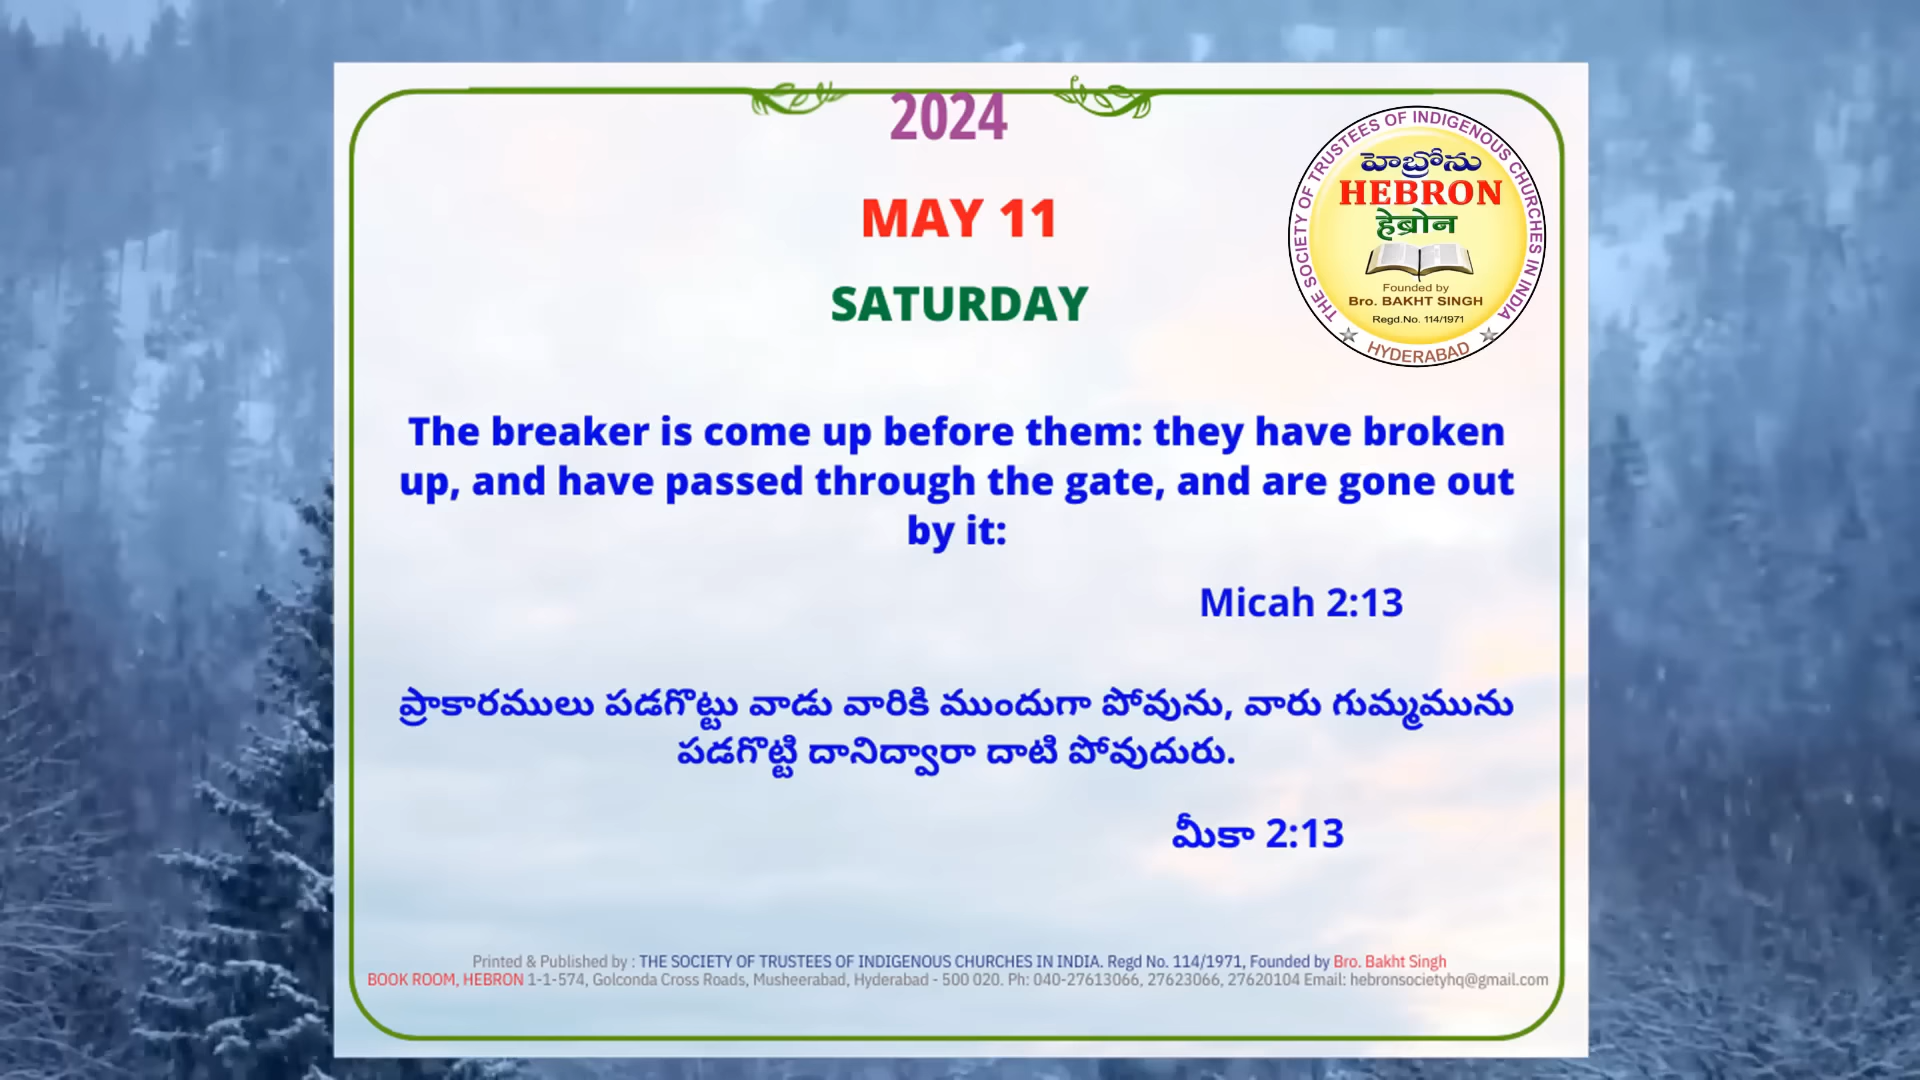 2024
MAY 11
SATURDAY
THE SOCIETY OF TRUSTEES OF INDIGENOUS CHURCHES IN INDIA
హెబ్రోను
HEBRON
हेब्रोन
Founded by
Bro. BAKHT SINGH
Regd.No. 114/1971
HYDERABAD
The breaker is come up before them: they have broken
up, and have passed through the gate, and are gone out
by it:
Micah 2:13
ప్రాకారములు పడగొట్టు వాడు వారికి ముందుగా పోవును, వారు గుమ్మమును
పడగొట్టి దానిద్వారా దాటి పోవుదురు.
మీకా 2:13
Printed & Published by : THE SOCIETY OF TRUSTEES OF INDIGENOUS CHURCHES IN INDIA. Regd No. 114/1971, Founded by Bro. Bakht Singh
BOOK ROOM, HEBRON 1-1-574, Golconda Cross Roads, Musheerabad, Hyderabad - 500 020. Ph: 040-27613066, 27623066, 27620104 Email: hebronsocietyhq@gmail.com